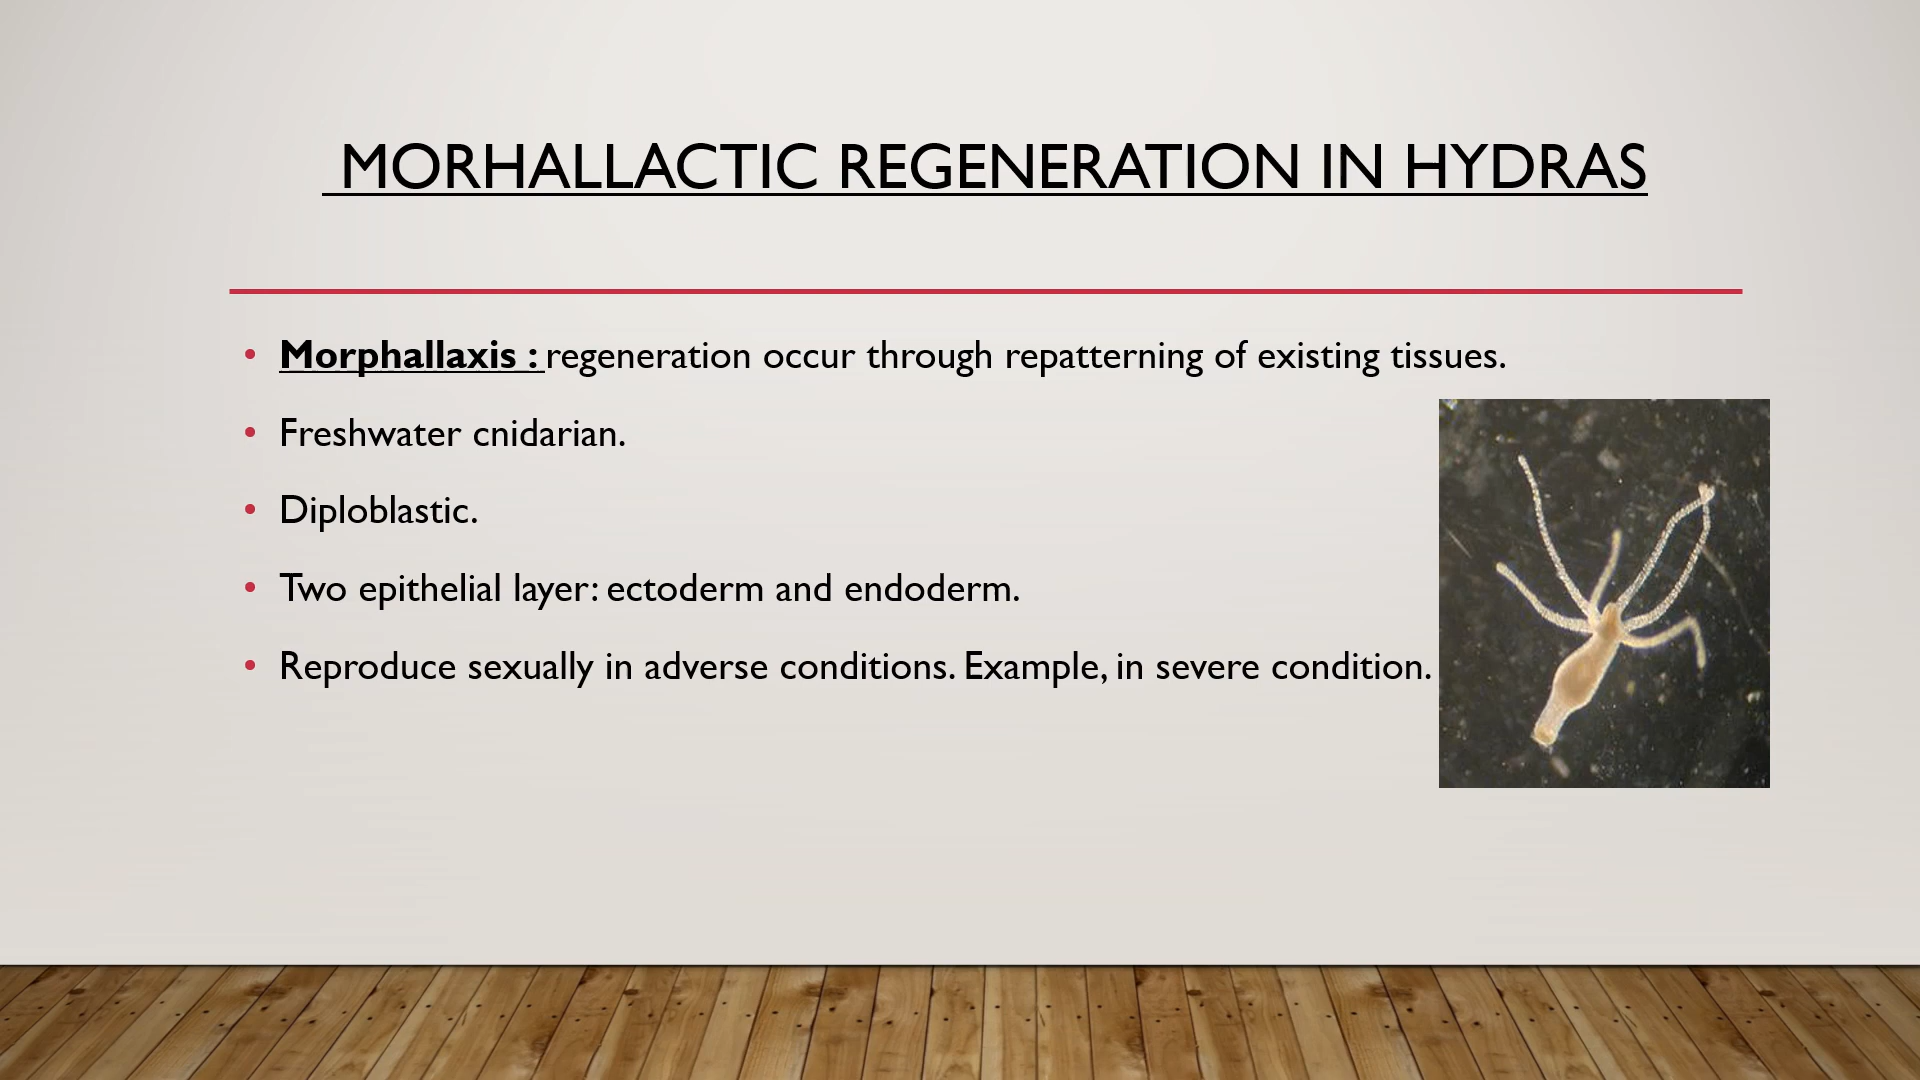 MORHALLACTIC REGENERATION IN HYDRAS
• Morphallaxis : regeneration occur through repatterning of existing tissues.
• Freshwater cnidarian.
• Diploblastic.
• Two epithelial layer: ectoderm and endoderm.
• Reproduce sexually in adverse conditions. Example, in severe condition.